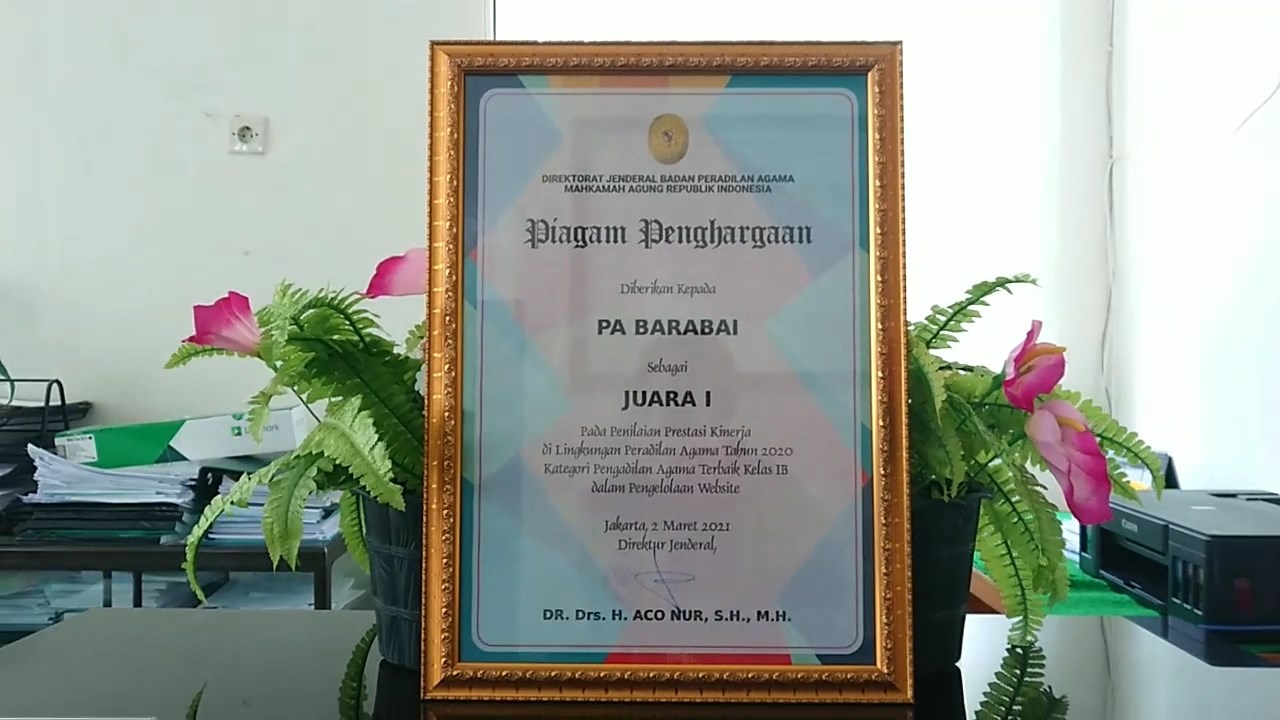 DIREKTORAT JENDERAL BADAN PERADILAN AGAMA
MAHKAMAH AGUNG REPUBLIK INDONESIA
Piagam Penghargaan
Diberikan Kepada
PA BARABAI
Sebagai
JUARA I
Pada Penilaian Prestasi Kinerja
di Lingkungan Peradilan Agama Tahun 2020
Kategori Pengadilan Agama Terbaik Kelas IB
dalam Pengelolaan Website
Jakarta, 2 Maret 2021
Direktur Jenderal,
DR. Drs. H. ACO NUR, S.H., M.H.
Canon